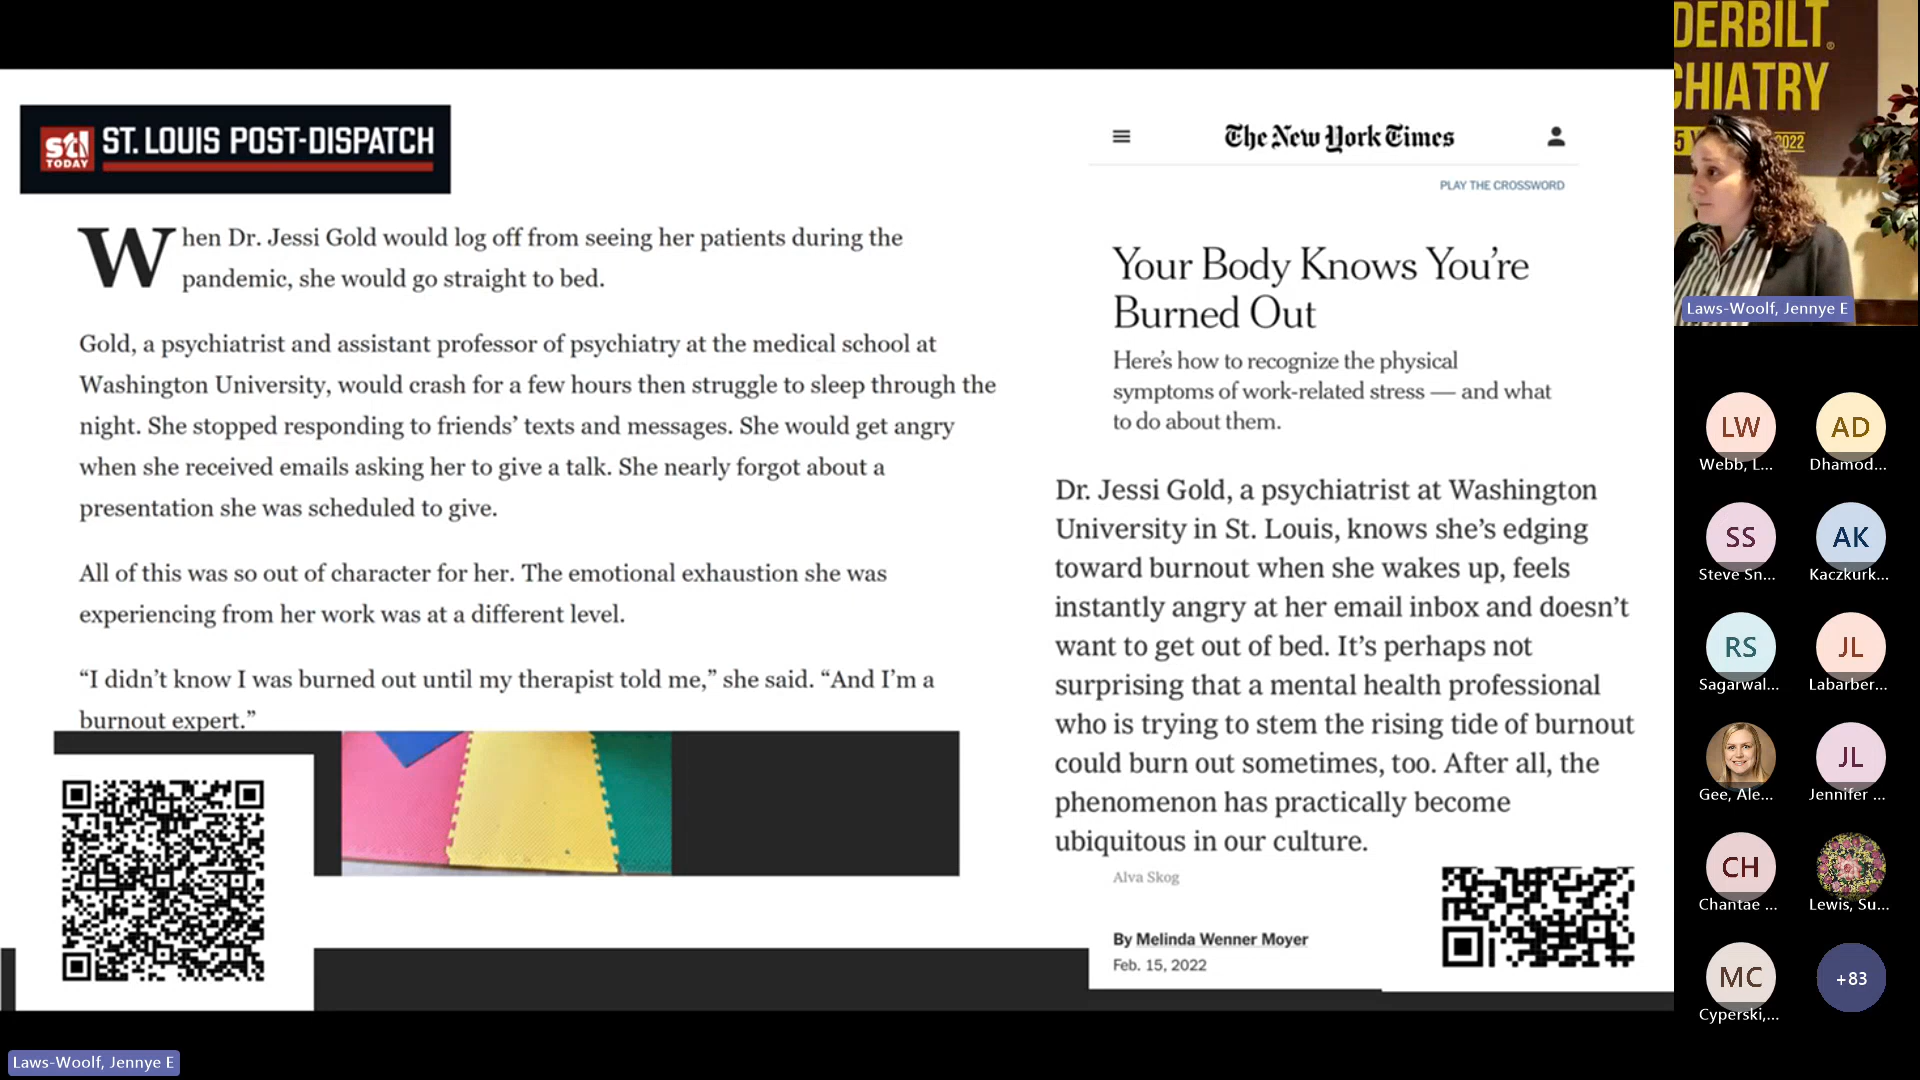 stl
TODAY
ST. LOUIS POST-DISPATCH
When Dr. Jessi Gold would log off from seeing her patients during the
pandemic, she would go straight to bed.
Gold, a psychiatrist and assistant professor of psychiatry at the medical school at
Washington University, would crash for a few hours then struggle to sleep through the
night. She stopped responding to friends’ texts and messages. She would get angry
when she received emails asking her to give a talk. She nearly forgot about a
presentation she was scheduled to give.
All of this was so out of character for her. The emotional exhaustion she was
experiencing from her work was at a different level.
“I didn’t know I was burned out until my therapist told me,” she said. “And I’m a
burnout expert.”
The New York Times
PLAY THE CROSSWORD
Your Body Knows You’re
Burned Out
Here’s how to recognize the physical
symptoms of work-related stress — and what
to do about them.
Dr. Jessi Gold, a psychiatrist at Washington
University in St. Louis, knows she’s edging
toward burnout when she wakes up, feels
instantly angry at her email inbox and doesn’t
want to get out of bed. It’s perhaps not
surprising that a mental health professional
who is trying to stem the rising tide of burnout
could burn out sometimes, too. After all, the
phenomenon has practically become
ubiquitous in our culture.
Alva Skog
By Melinda Wenner Moyer
Feb. 15, 2022
DERBILT®
CHIATRY
5 Y 2022
Laws-Woolf, Jennye E
LW AD
Webb, L... Dhamod...
SS AK
Steve Sn... Kaczkurk...
RS JL
Sagarwal... Labarber...
JL
Gee, Ale... Jennifer ...
CH
Chantae ... Lewis, Su...
MC +83
Cyperski,...
Laws-Woolf, Jennye E